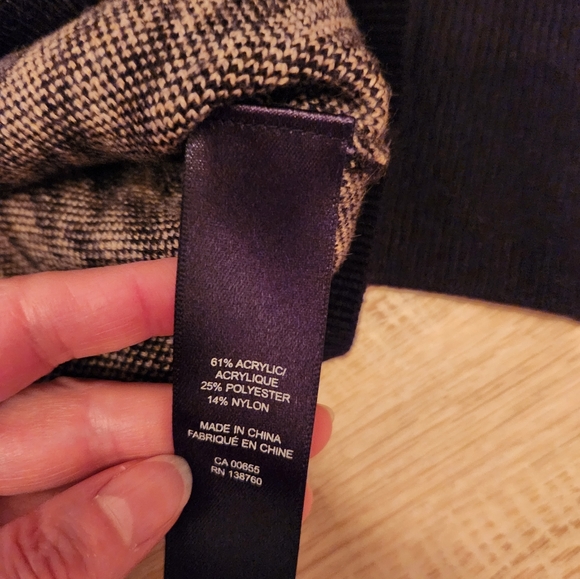 61% ACRYLIC/
ACRYLIQUE
25% POLYESTER
14% NYLON
MADE IN CHINA
FABRIQUÉ EN CHINE
CA 00655
RN 138760